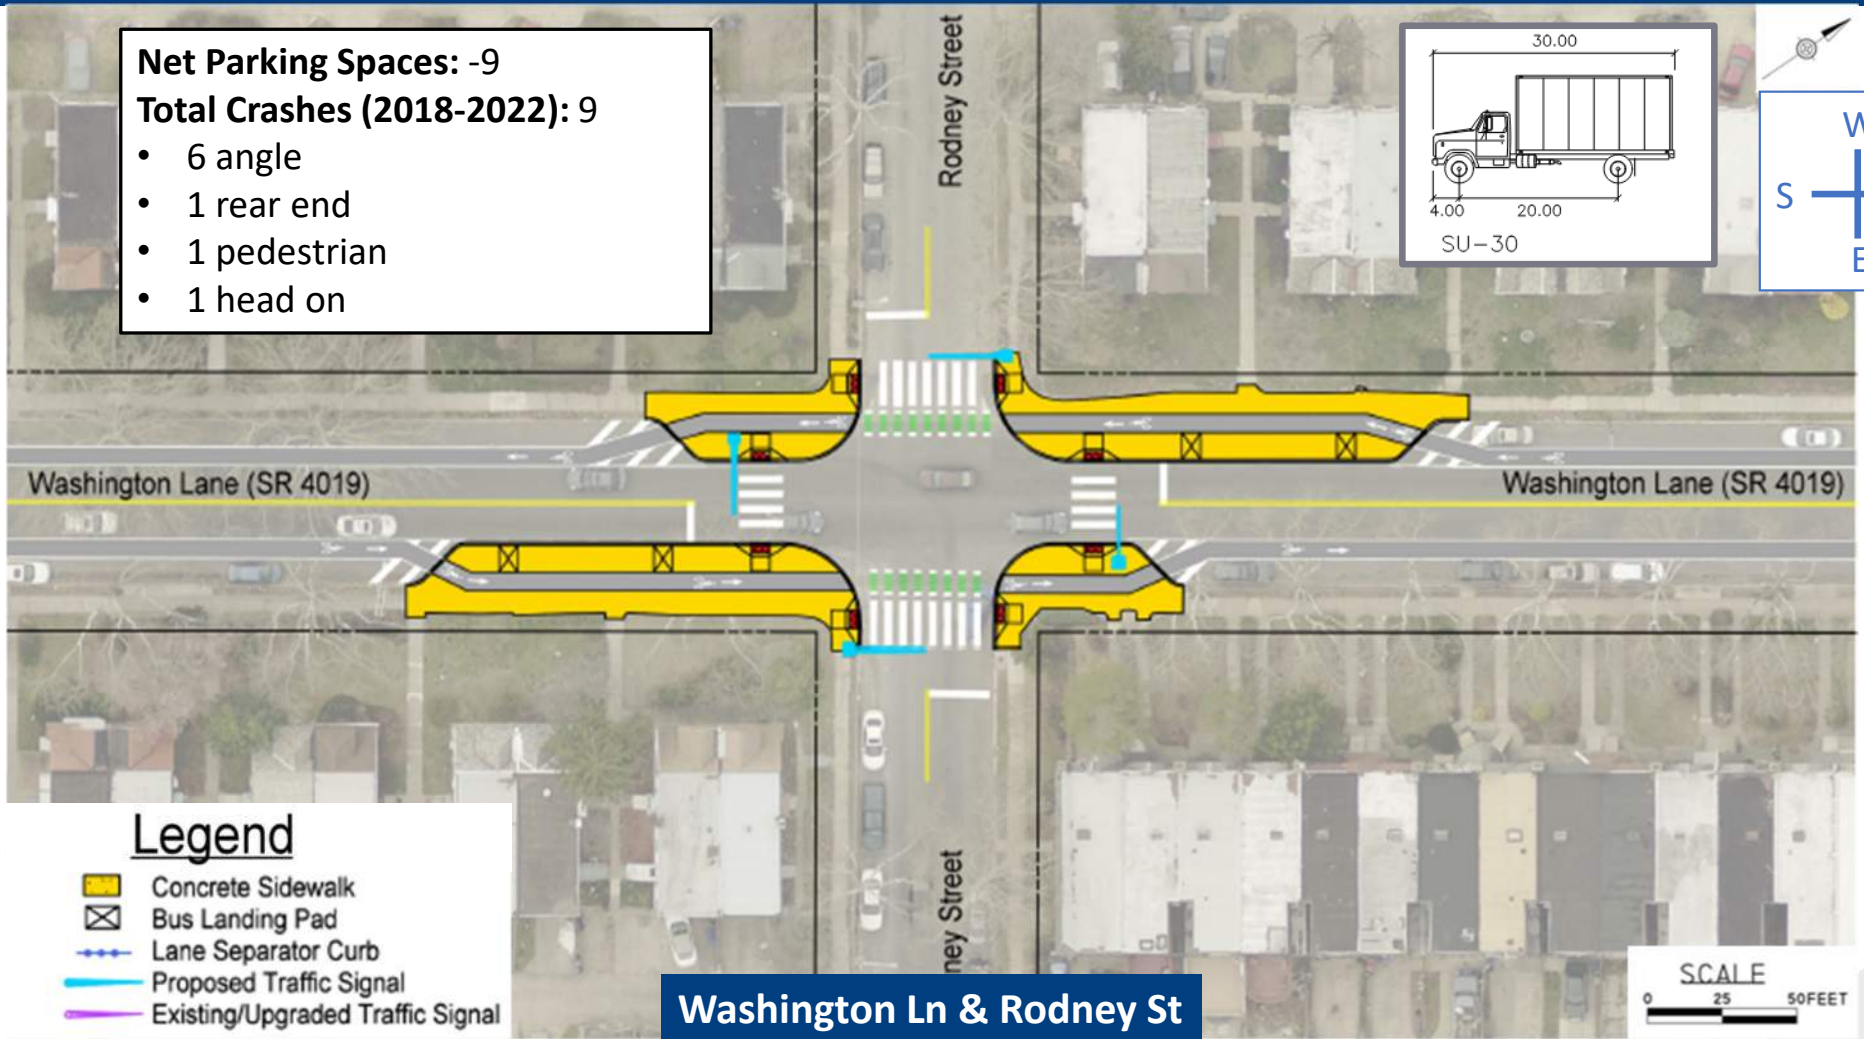 Net Parking Spaces: -9
Total Crashes (2018-2022): 9
• 6 angle
• 1 rear end
• 1 pedestrian
• 1 head on
Rodney Street
30.00
4.00
20.00
SU-30
W
S
E
Washington Lane (SR 4019)
Washington Lane (SR 4019)
ney Street
Legend
Concrete Sidewalk
Bus Landing Pad
Lane Separator Curb
Proposed Traffic Signal
Existing/Upgraded Traffic Signal
Washington Ln & Rodney St
SCALE
0 25 50FEET